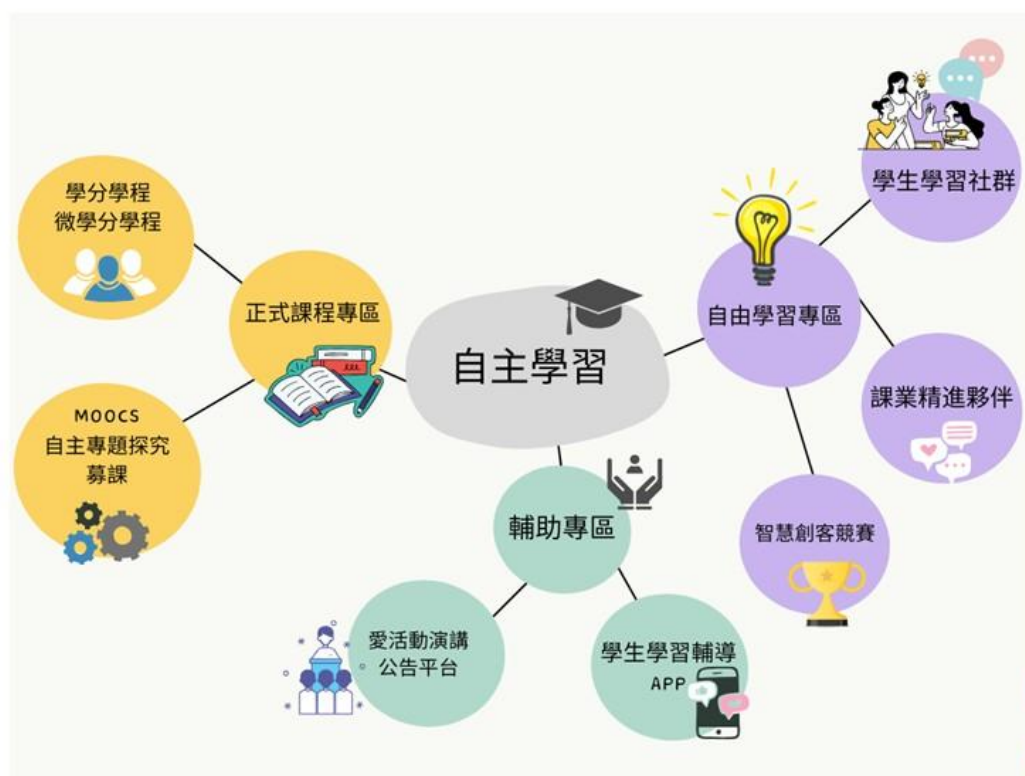 學生學習社群
學分學程
微學分學程
正式課程專區
自由學習專區
自主學習
MOOCS
自主專題探究
募課
課業精進夥伴
輔助專區
智慧創客競賽
愛活動演講
公告平台
學生學習輔導
APP